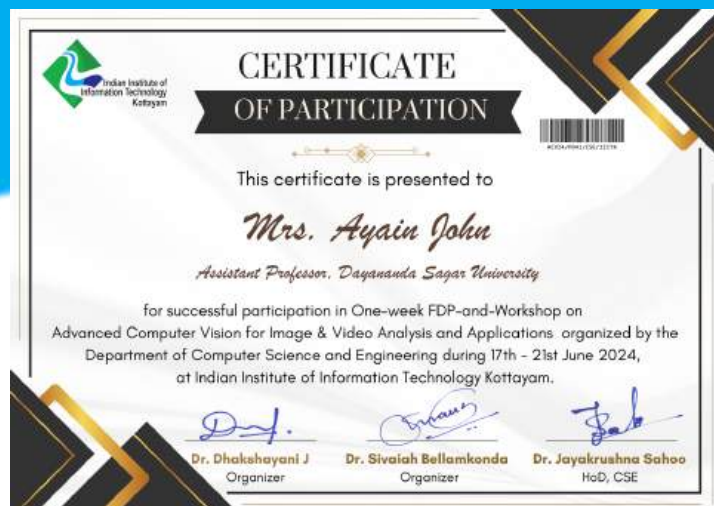 Indian Institute of
Information Technology
Kottayam
CERTIFICATE
OF PARTICIPATION
This certificate is presented to
Mrs. Ayain John
Assistant Professor, Dayananda Sagar University
for successful participation in One-week FDP-and-Workshop on
Advanced Computer Vision for Image & Video Analysis and Applications organized by the
Department of Computer Science and Engineering during 17th - 21st June 2024,
at Indian Institute of Information Technology Kottayam.
Dr. Dhakshayani J
Organizer
Dr. Sivaiah Bellamkonda
Organizer
Dr. Jayakrushna Sahoo
HoD, CSE